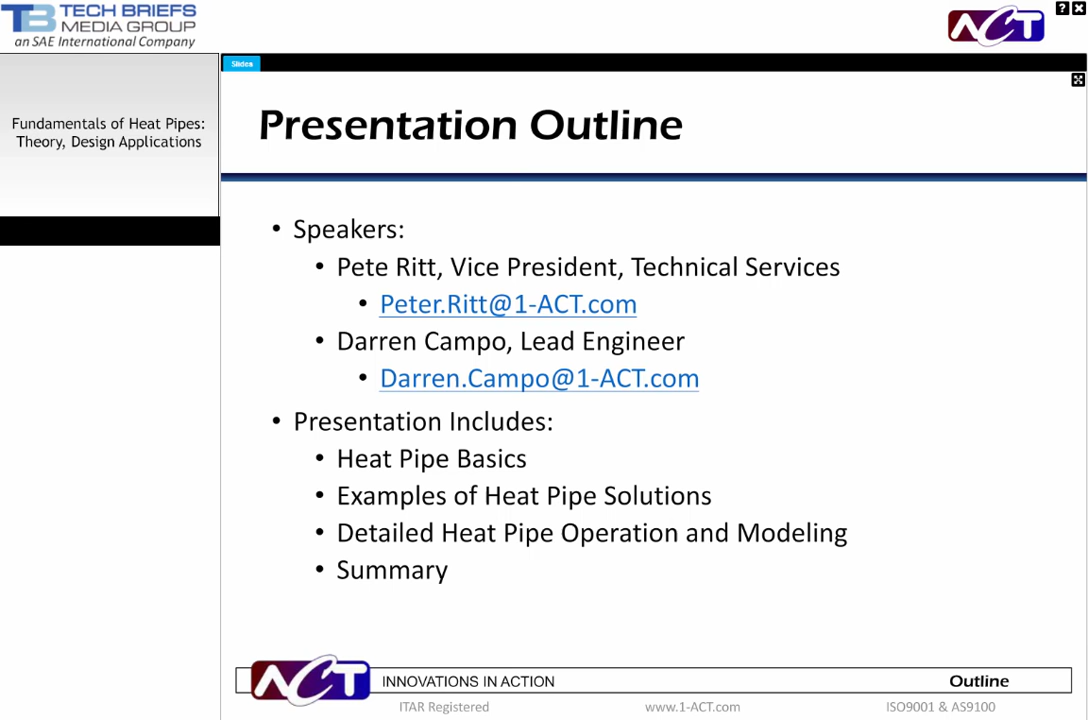 TB TECH BRIEFS
MEDIA GROUP
an SAE International Company
ACT
? x
Slides
Fundamentals of Heat Pipes:
Theory, Design Applications
Presentation Outline
• Speakers:
• Pete Ritt, Vice President, Technical Services
• Peter.Ritt@1-ACT.com
• Darren Campo, Lead Engineer
• Darren.Campo@1-ACT.com
• Presentation Includes:
• Heat Pipe Basics
• Examples of Heat Pipe Solutions
• Detailed Heat Pipe Operation and Modeling
• Summary
ACT INNOVATIONS IN ACTION Outline
ITAR Registered www.1-ACT.com ISO9001 & AS9100